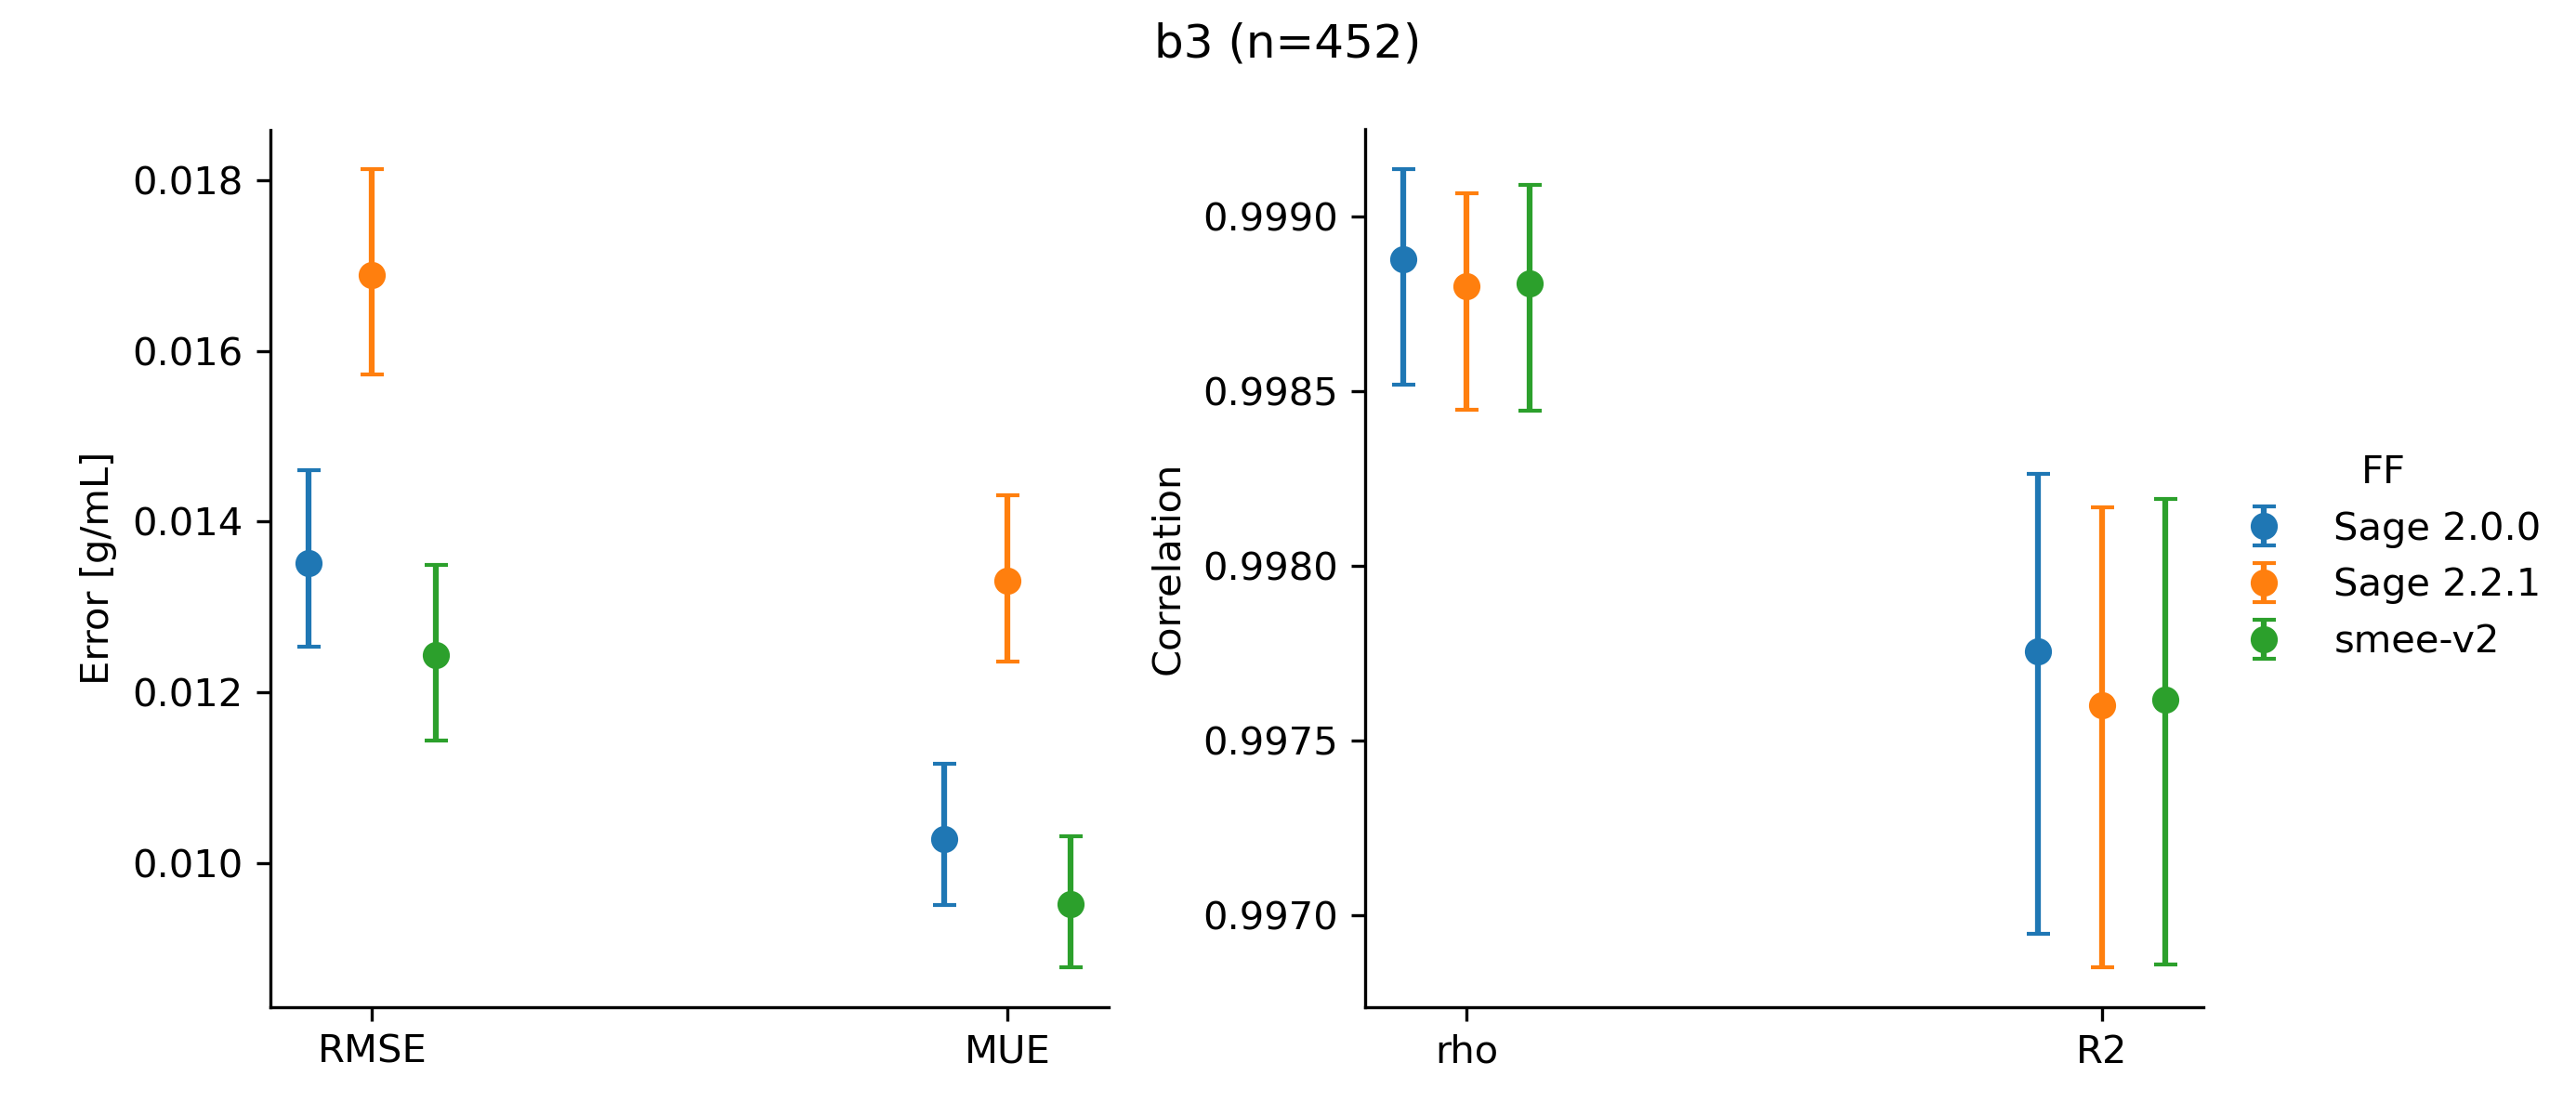 b3 (n=452)
Error [g/mL]
0.018
0.016
0.014
0.012
0.010
RMSE
MUE
Correlation
0.9990
0.9985
0.9980
0.9975
0.9970
rho
R2
FF
Sage 2.0.0
Sage 2.2.1
smee-v2